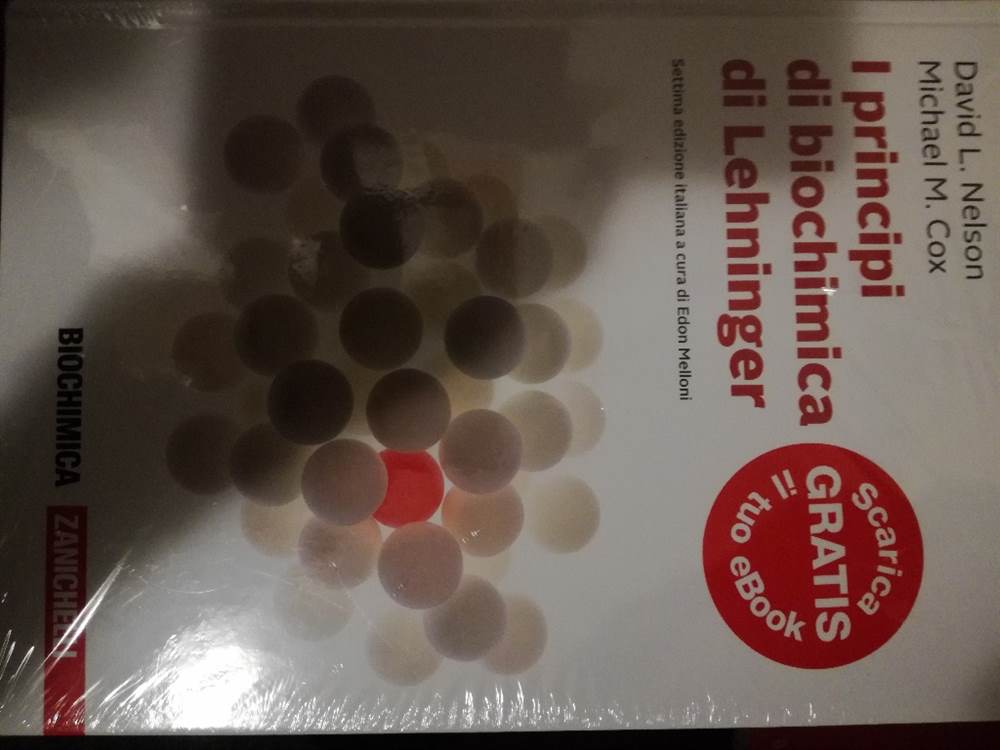 David L. Nelson
Michael M. Cox
I principi
di biochimica
di Lehninger
Settima edizione italiana a cura di Edon Melloni
Scarica
GRATIS
il tuo eBook
BIOCHIMICA ZANICHELLI